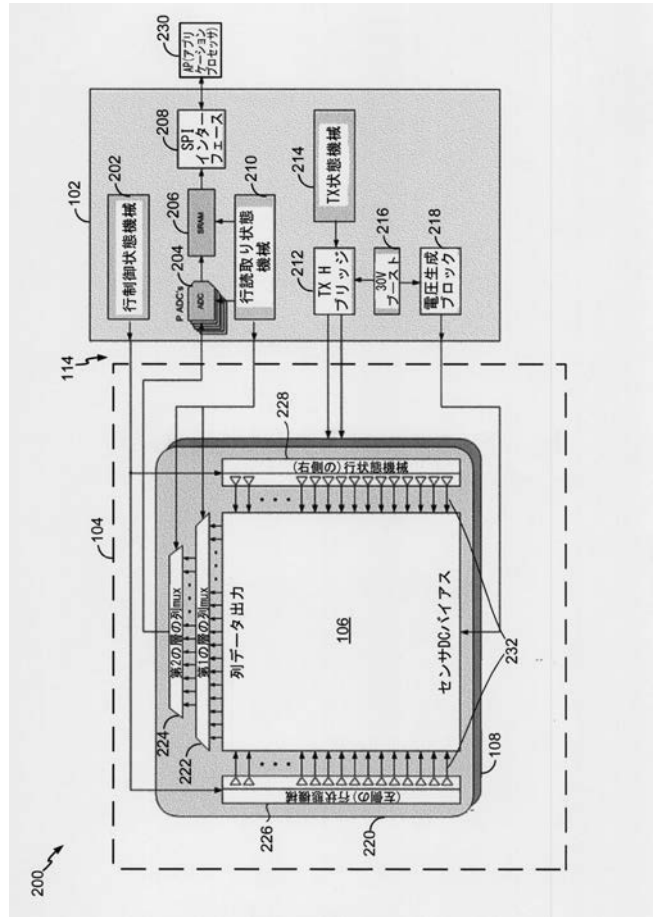 200
104
114
102
202
行制御状態機械
204
P ADC's
ADC
206
SRAM
208
SPI
インター
フェース
230
AP(アプリ
ケーション
プロセッサ)
210
行読取り状態
機械
212
TX H
ブリッジ
214
TX状態機械
216
30V
ブースト
218
電圧生成
ブロック
224
第2の層の列mux
222
第1の層の列mux
列データ出力
106
センサDCバイアス
226
(左側の)行状態機械
228
(右側の)行状態機械
220
108
232